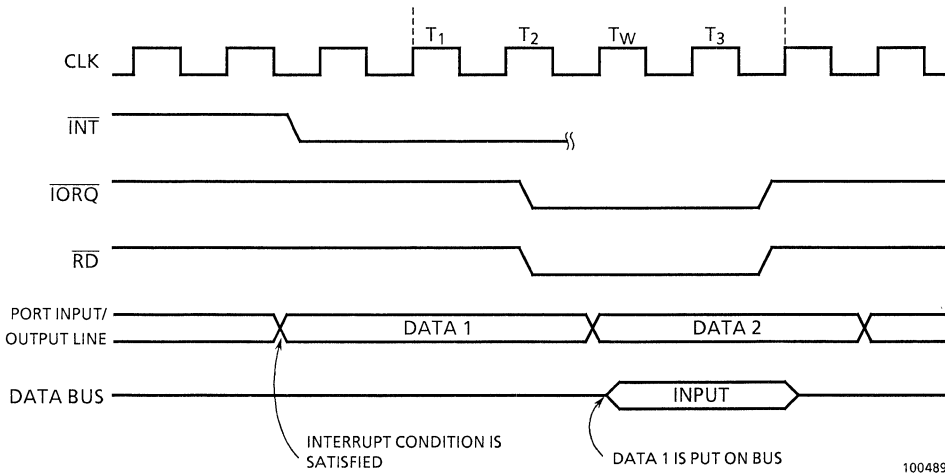 T1 T2 TW T3
CLK
INT
IORQ
RD
PORT INPUT/
OUTPUT LINE
DATA 1 DATA 2
DATA BUS
INPUT
INTERRUPT CONDITION IS
SATISFIED
DATA 1 IS PUT ON BUS
100489